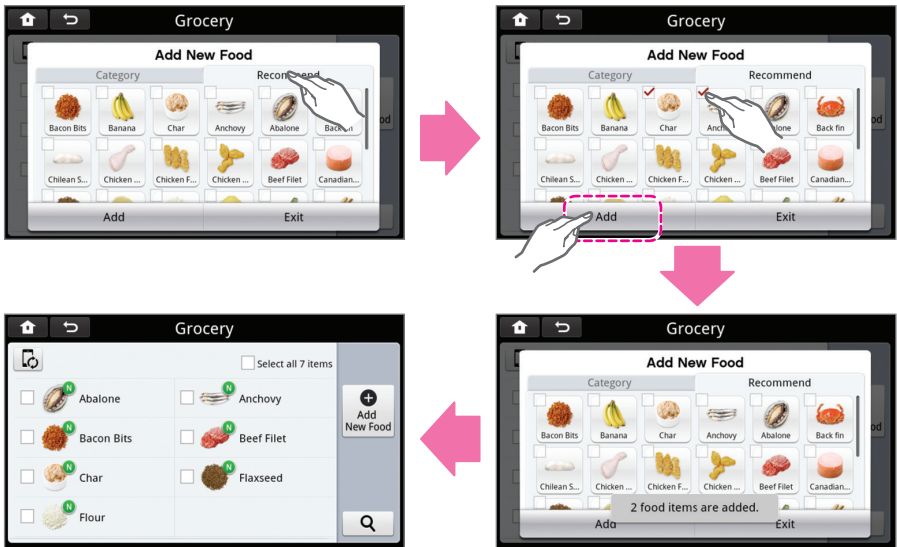 Grocery
Add New Food
Category Recommend
Bacon Bits Banana Char Anchovy Abalone Back fin
Chilean S... Chicken ... Chicken F... Chicken ... Beef Filet Canadian...
Add Exit
Grocery
Add New Food
Category Recommend
Bacon Bits Banana Char Anchovy Abalone Back fin
Chilean S... Chicken ... Chicken F... Chicken ... Beef Filet Canadian...
Add Exit
Grocery
Select all 7 items
N Abalone N Anchovy
Add
New Food
N Bacon Bits N Beef Filet
N Char N Flaxseed
N Flour
Grocery
Add New Food
Category Recommend
Bacon Bits Banana Char Anchovy Abalone Back fin
Chilean S... Chicken ... Chicken F... Chicken ... Beef Filet Canadian...
2 food items are added.
Add Exit